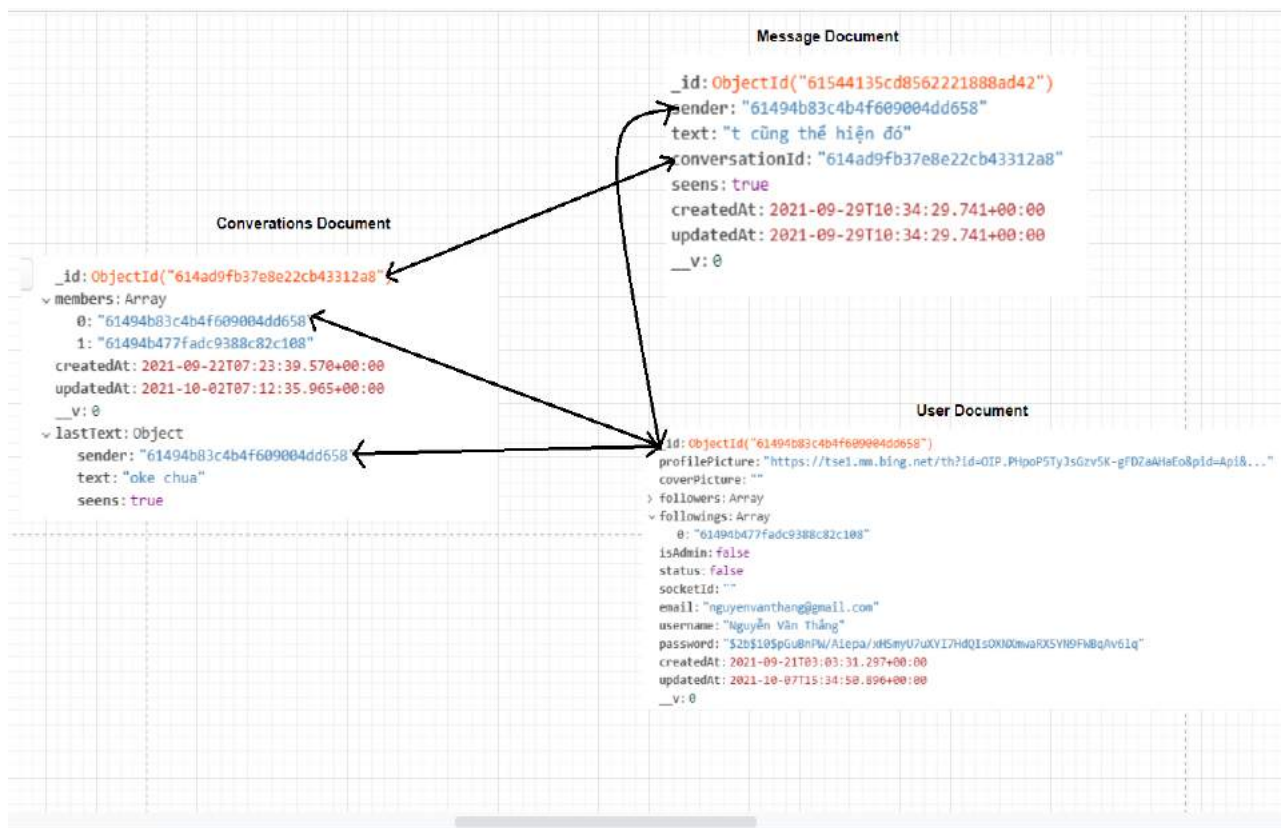 Message Document
_id: ObjectId("61544135cd8562221888ad42")
sender: "61494b83c4b4f609004dd658"
text: "t cũng thể hiện đó"
conversationId: "614ad9fb37e8e22cb43312a8"
seens: true
createdAt: 2021-09-29T10:34:29.741+00:00
updatedAt: 2021-09-29T10:34:29.741+00:00
__v: 0
Converations Document
_id: ObjectId("614ad9fb37e8e22cb43312a8")
members: Array
0: "61494b83c4b4f609004dd658"
1: "61494b477fadc9388c82c108"
createdAt: 2021-09-22T07:23:39.570+00:00
updatedAt: 2021-10-02T07:12:35.965+00:00
__v: 0
lastText: Object
sender: "61494b83c4b4f609004dd658"
text: "oke chua"
seens: true
User Document
_id: ObjectId("61494b83c4b4f609004dd658")
profilePicture:
coverPicture: ""
followers: Array
followings: Array
0: "61494b477fadc9388c82c108"
isAdmin: false
status: false
socketId: ""
email: "nguyenvanthang@gmail.com"
username: "Nguyễn Văn Thắng"
password:
createdAt: 2021-09-21T03:03:31.297+00:00
updatedAt: 2021-10-07T15:34:50.896+00:00
__v: 0